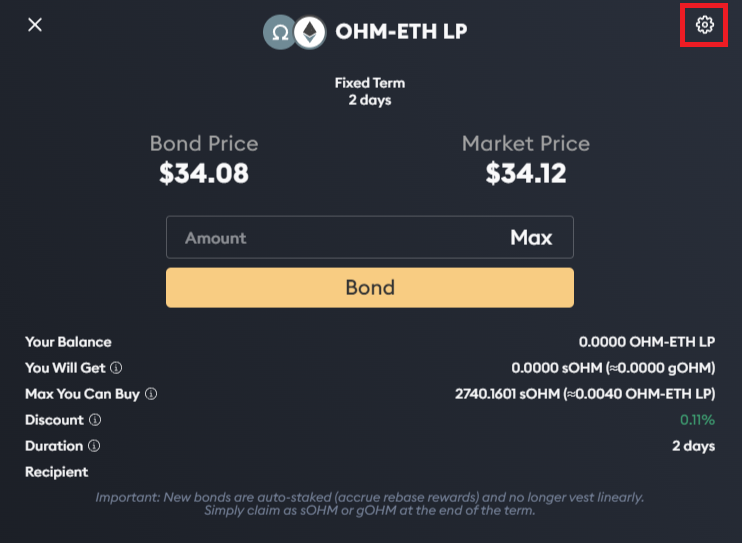 OHM-ETH LP
Fixed Term
2 days
Bond Price
$34.08
Market Price
$34.12
Amount
Max
Bond
Your Balance
0.0000 OHM-ETH LP
You Will Get
0.0000 sOHM (≈0.0000 gOHM)
Max You Can Buy
2740.1601 sOHM (≈0.0040 OHM-ETH LP)
Discount
0.11%
Duration
2 days
Recipient
Important: New bonds are auto-staked (accrue rebase rewards) and no longer vest linearly.
Simply claim as sOHM or gOHM at the end of the term.